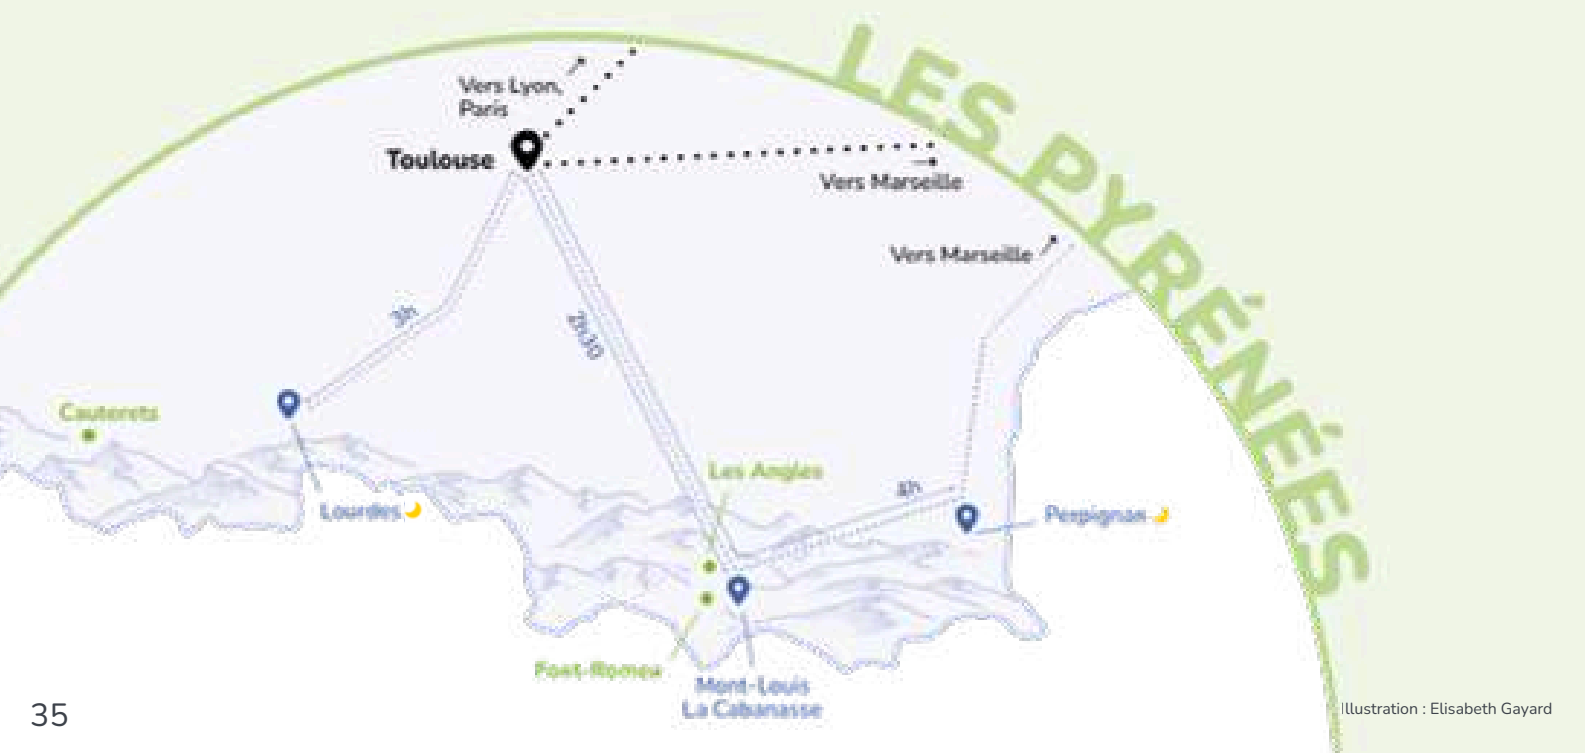 LES PYRÉNÉES
Vers Lyon,
Paris
Toulouse
Vers Marseille
Vers Marseille
3h
2h30
Cauterets
Les Angles
4h
Lourdes
Perpignan
Font-Romeu
Mont-Louis
La Cabanasse
35
Illustration : Elisabeth Gayard